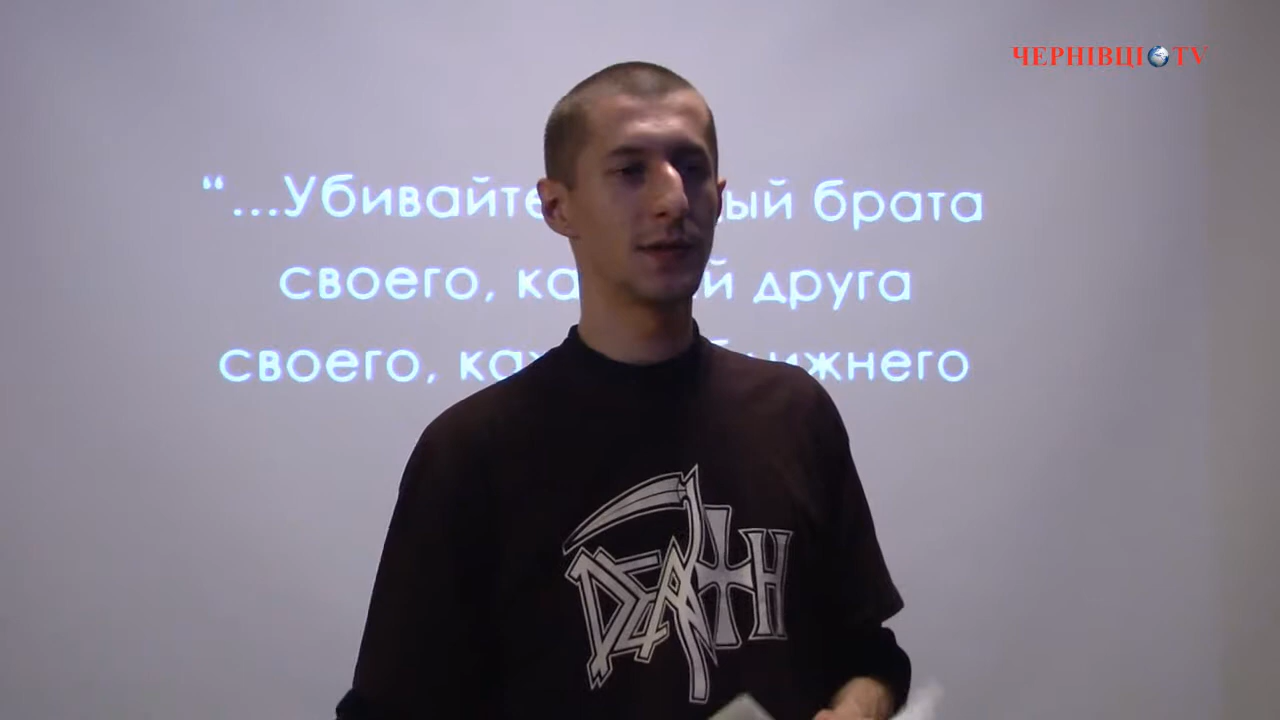 ЧЕРНІВЦІ TV
"...Убивайте брата
своего, друга
своего,
DEATH